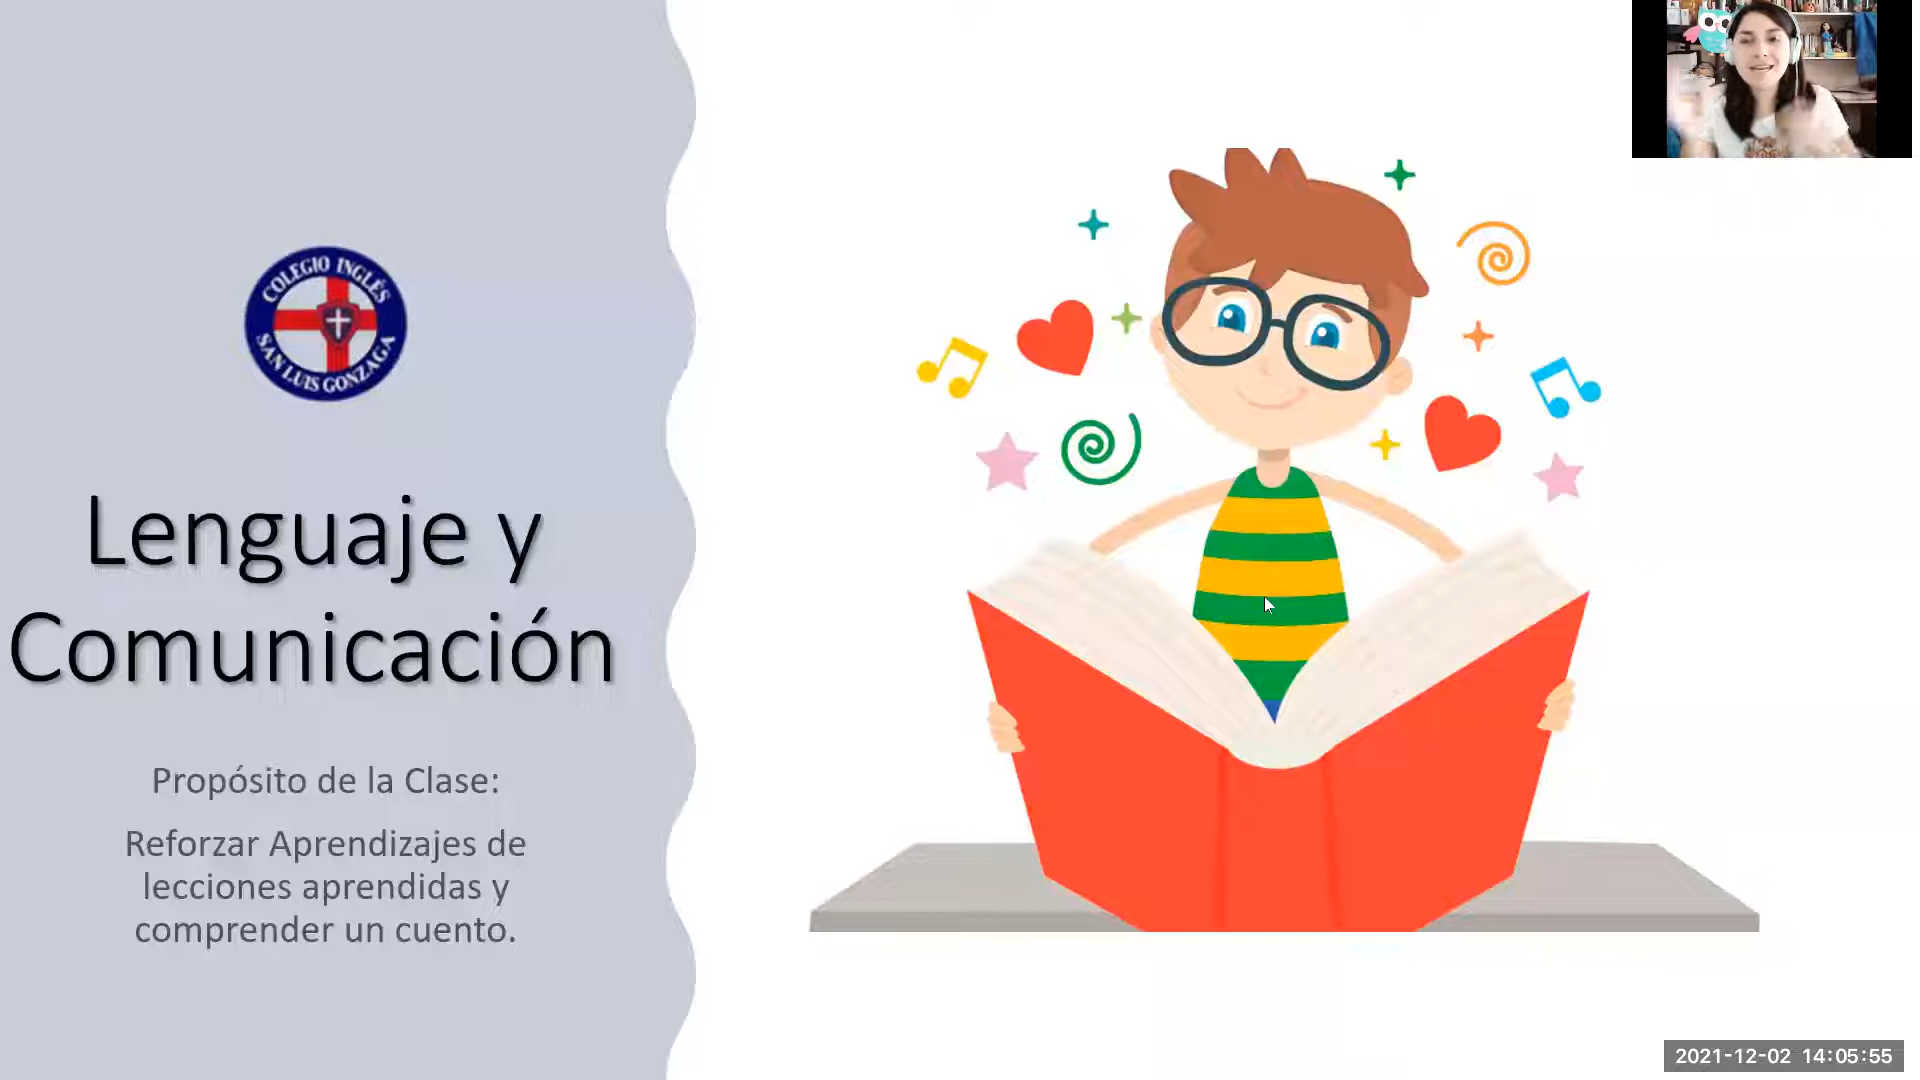 COLEGIO INGLÉS
SAN LUIS GONZAGA
Lenguaje y
Comunicación
Propósito de la Clase:
Reforzar Aprendizajes de
lecciones aprendidas y
comprender un cuento.
2021-12-02 14:05:55